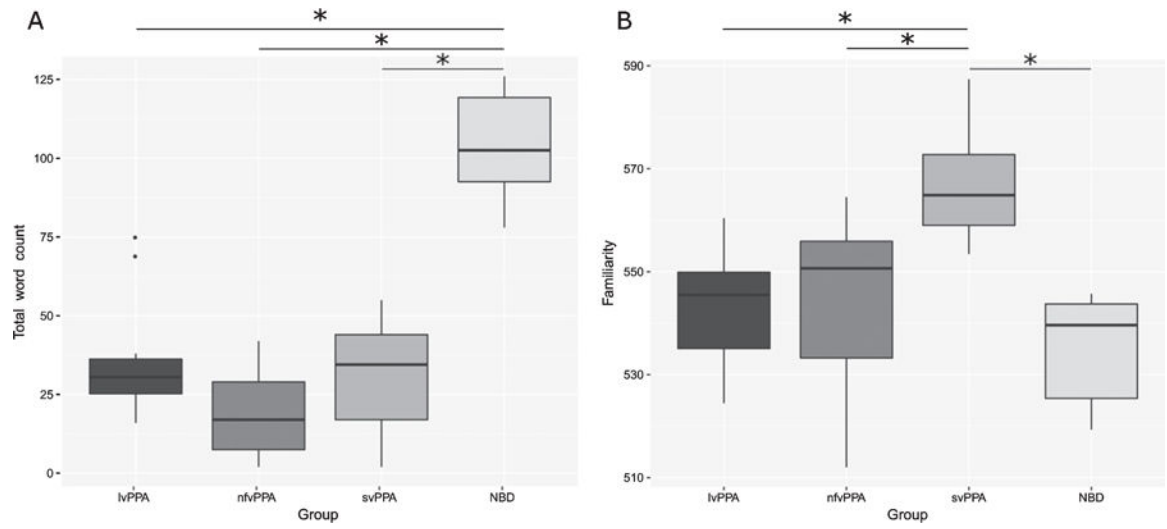 A
*
*
*
125
100
75
50
25
0
Total word count
lvPPA nfvPPA svPPA NBD
Group
B
*
*
*
590
570
550
530
510
Familiarity
lvPPA nfvPPA svPPA NBD
Group